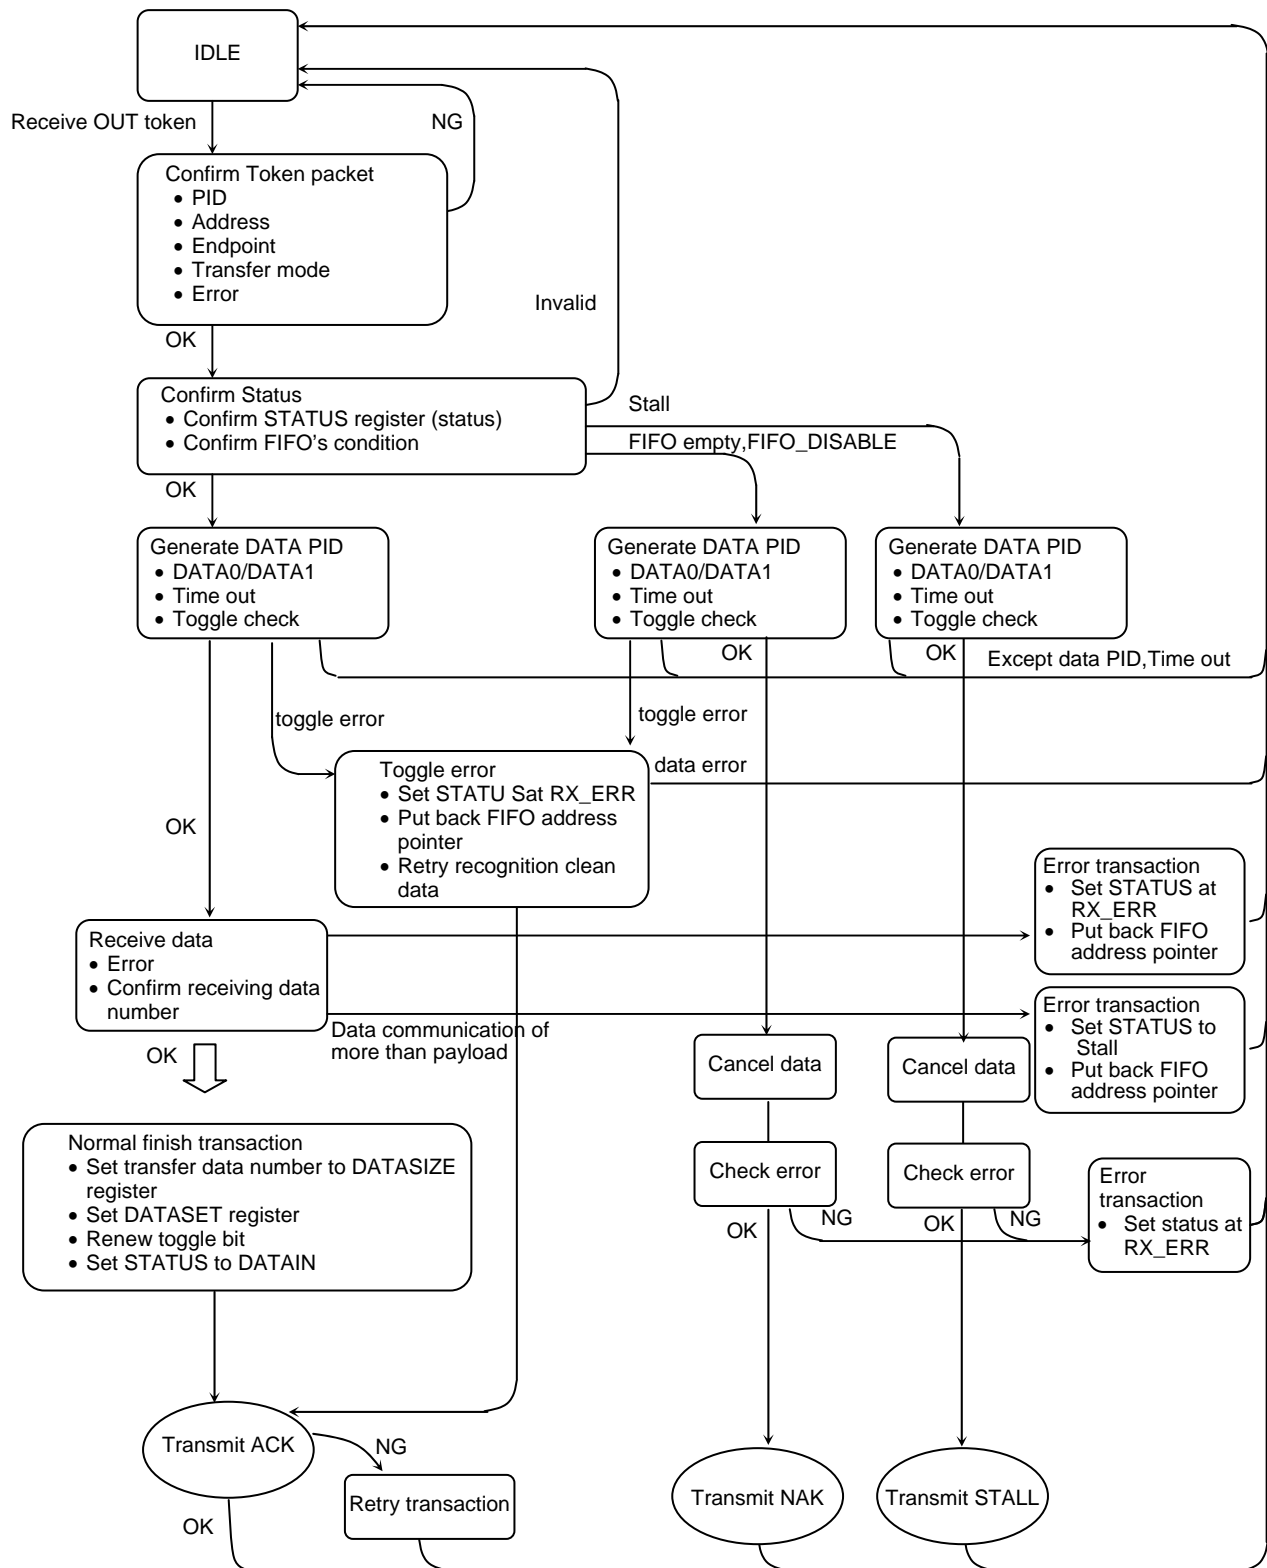 IDLE
Receive OUT token
NG
Confirm Token packet
• PID
• Address
• Endpoint
• Transfer mode
• Error
Invalid
OK
Confirm Status
• Confirm STATUS register (status)
• Confirm FIFO's condition
Stall
FIFO empty,FIFO_DISABLE
OK
Generate DATA PID
• DATA0/DATA1
• Time out
• Toggle check
Generate DATA PID
• DATA0/DATA1
• Time out
• Toggle check
Generate DATA PID
• DATA0/DATA1
• Time out
• Toggle check
OK
OK
Except data PID,Time out
toggle error
toggle error
Toggle error
• Set STATU Sat RX_ERR
• Put back FIFO address
pointer
• Retry recognition clean
data
data error
OK
Error transaction
• Set STATUS at
RX_ERR
• Put back FIFO
address pointer
Receive data
• Error
• Confirm receiving data
number
Data communication of
more than payload
Error transaction
• Set STATUS to
Stall
• Put back FIFO
address pointer
OK
Cancel data
Cancel data
Normal finish transaction
• Set transfer data number to DATASIZE
register
• Set DATASET register
• Renew toggle bit
• Set STATUS to DATAIN
Check error
Check error
Error
transaction
• Set status at
RX_ERR
OK
NG
OK
NG
Transmit ACK
NG
Retry transaction
OK
Transmit NAK
Transmit STALL